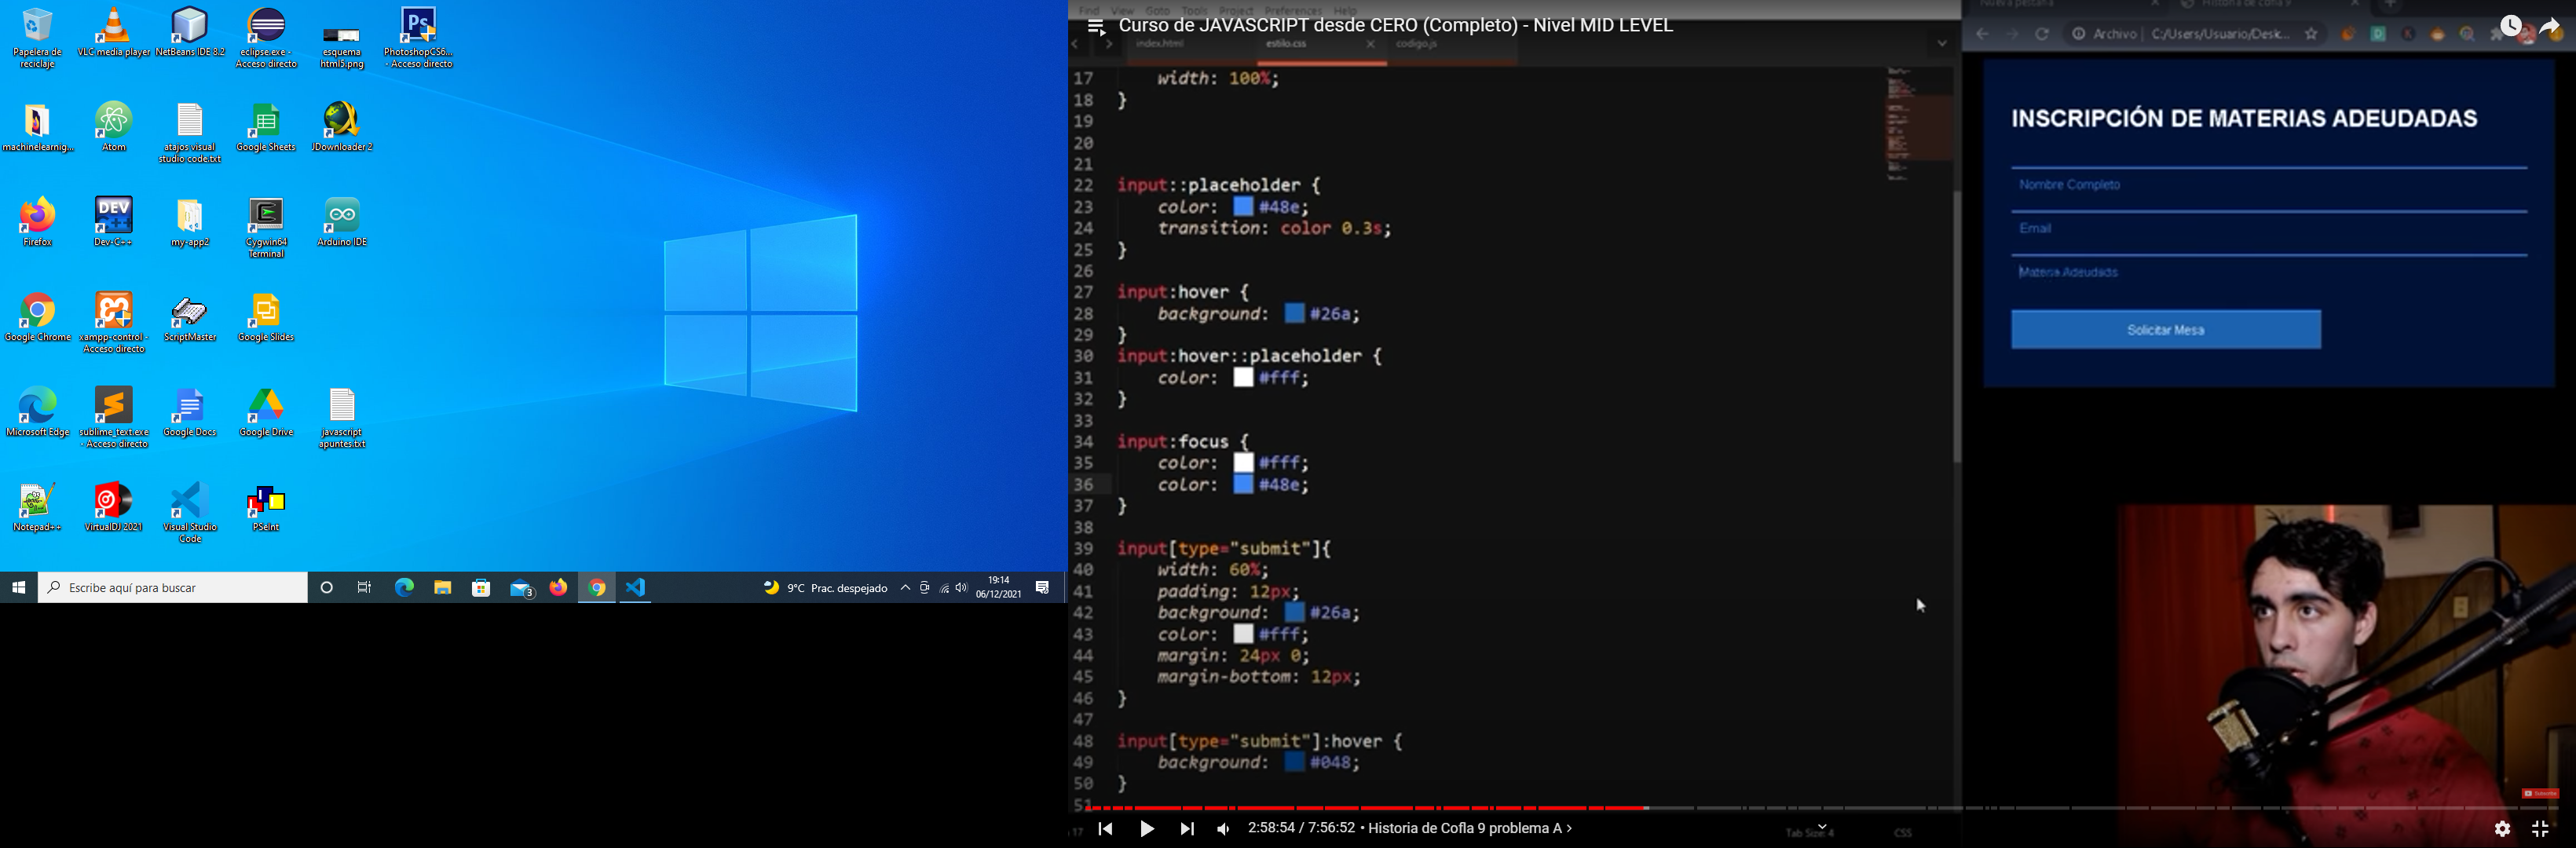 Papelera de
reciclaje
VLC media player
NetBeans IDE 8.2
eclipse.exe -
Acceso directo
esquema
html5.png
PhotoshopCS6...
- Acceso directo
machinelearnig...
Atom
atajos visual
studio code.txt
Google Sheets
JDownloader 2
Firefox
Dev-C++
my-app2
Cygwin64
Terminal
Arduino IDE
Google Chrome
xampp-control -
Acceso directo
ScriptMaster
Google Slides
Microsoft Edge
sublime_text.exe
- Acceso directo
Google Docs
Google Drive
javascript
apuntes.txt
Notepad++
VirtualDJ 2021
Visual Studio
Code
PSeInt
Escribe aquí para buscar
3
9°C Prac. despejado
19:14
06/12/2021
Find View Goto Tools Project Preferences Help
Curso de JAVASCRIPT desde CERO (Completo) - Nivel MID LEVEL
index.html
estilo.css
codigo.js
17 width: 100%;
18 }
19
20
21
22 input::placeholder {
23 color: #48e;
24 transition: color 0.3s;
25 }
26
27 input:hover {
28 background: #26a;
29 }
30 input:hover::placeholder {
31 color: #fff;
32 }
33
34 input:focus {
35 color: #fff;
36 color: #48e;
37 }
38
39 input[type="submit"]{
40 width: 60%;
41 padding: 12px;
42 background: #26a;
43 color: #fff;
44 margin: 24px 0;
45 margin-bottom: 12px;
46 }
47
48 input[type="submit"]:hover {
49 background: #048;
50 }
51
2:58:54 / 7:56:52 • Historia de Cofla 9 problema A
Tab Size: 4
CSS
Nueva pestaña
Historia de cofla 9
Archivo | C:/Users/Usuario/Desk...
INSCRIPCIÓN DE MATERIAS ADEUDADAS
Nombre Completo
Email
Materia Adeudada
Solicitar Mesa
Subscribe